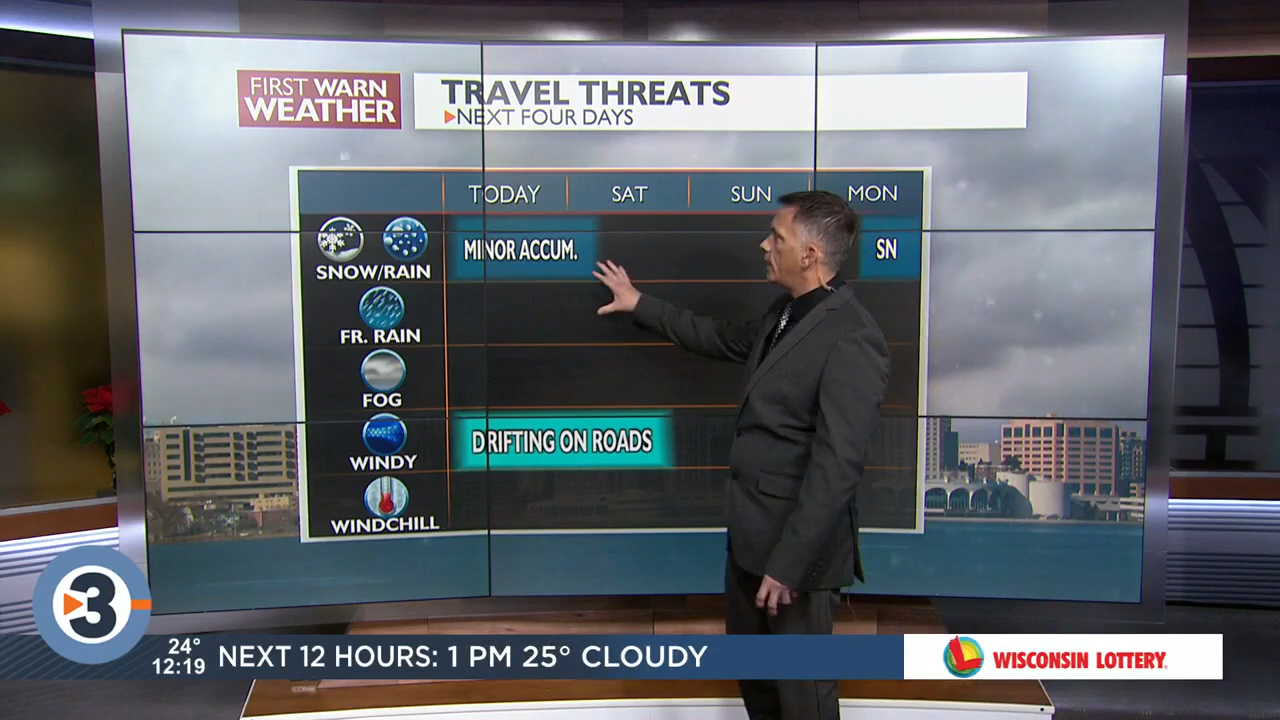 FIRST WARN
WEATHER
TRAVEL THREATS
NEXT FOUR DAYS
TODAY SAT SUN MON
MINOR ACCUM. SN
SNOW/RAIN
FR. RAIN
FOG
DRIFTING ON ROADS
WINDY
WINDCHILL
3
24°
12:19
NEXT 12 HOURS: 1 PM 25° CLOUDY
WISCONSIN LOTTERY